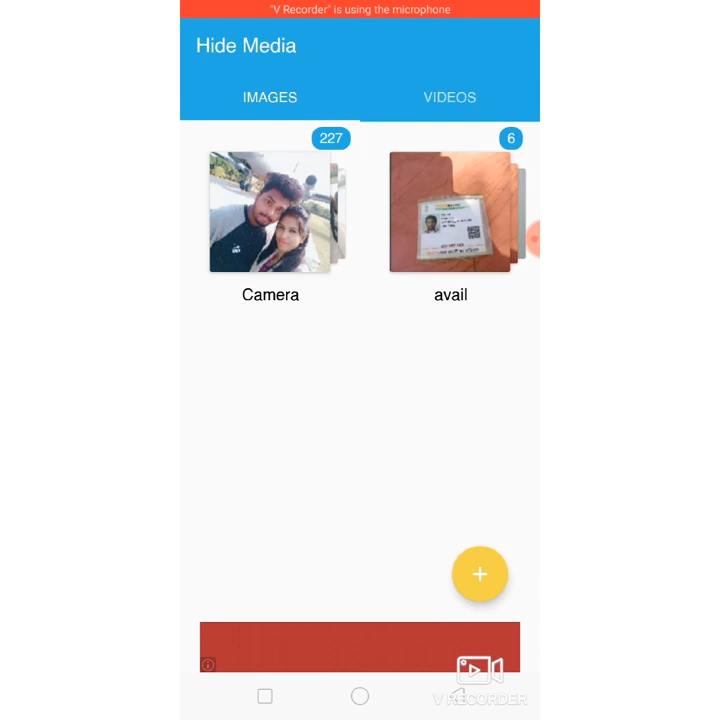 "V Recorder" is using the microphone
Hide Media
IMAGES
VIDEOS
227
6
Camera
avail
V RECORDER